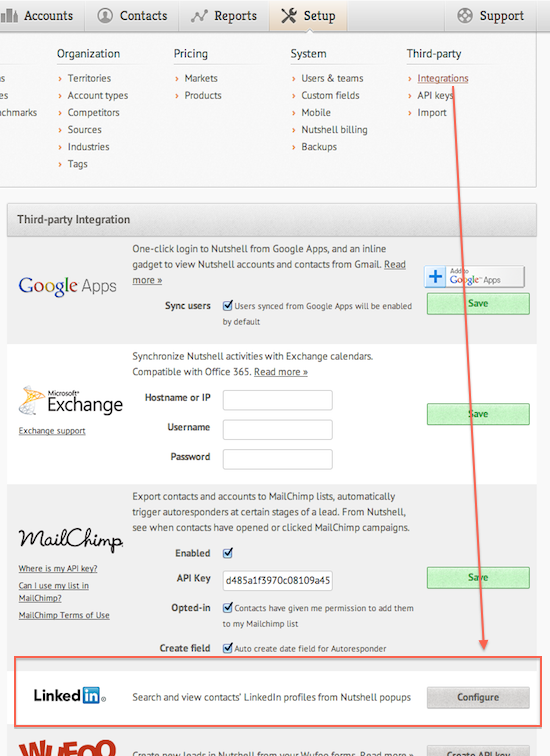 Accounts
Contacts
Reports
Setup
Support
Organization
Pricing
System
Third-party
Territories
Markets
Users & teams
Integrations
Account types
Products
Custom fields
API keys
chmarks
Competitors
Mobile
Import
Sources
Nutshell billing
Industries
Backups
Tags
Third-party Integration
One-click login to Nutshell from Google Apps, and an inline
gadget to view Nutshell accounts and contacts from Gmail. Read
more »
Google Apps
Add to
Google™ Apps
Sync users
Users synced from Google Apps will be enabled
by default
Save
Synchronize Nutshell activities with Exchange calendars.
Compatible with Office 365. Read more »
Microsoft®
Exchange
Exchange support
Hostname or IP
Username
Password
Save
Export contacts and accounts to MailChimp lists, automatically
trigger autoresponders at certain stages of a lead. From Nutshell,
see when contacts have opened or clicked MailChimp campaigns.
MailChimp
Where is my API key?
Can I use my list in
MailChimp?
MailChimp Terms of Use
Enabled
API Key
d485a1f3970c08109a45
Opted-in
Contacts have given me permission to add them
to my Mailchimp list
Create field
Auto create date field for Autoresponder
Save
Linked in®
Search and view contacts' LinkedIn profiles from Nutshell popups
Configure
Wufoo
Create new leads in Nutshell from your Wufoo forms. Read more »
Create API key